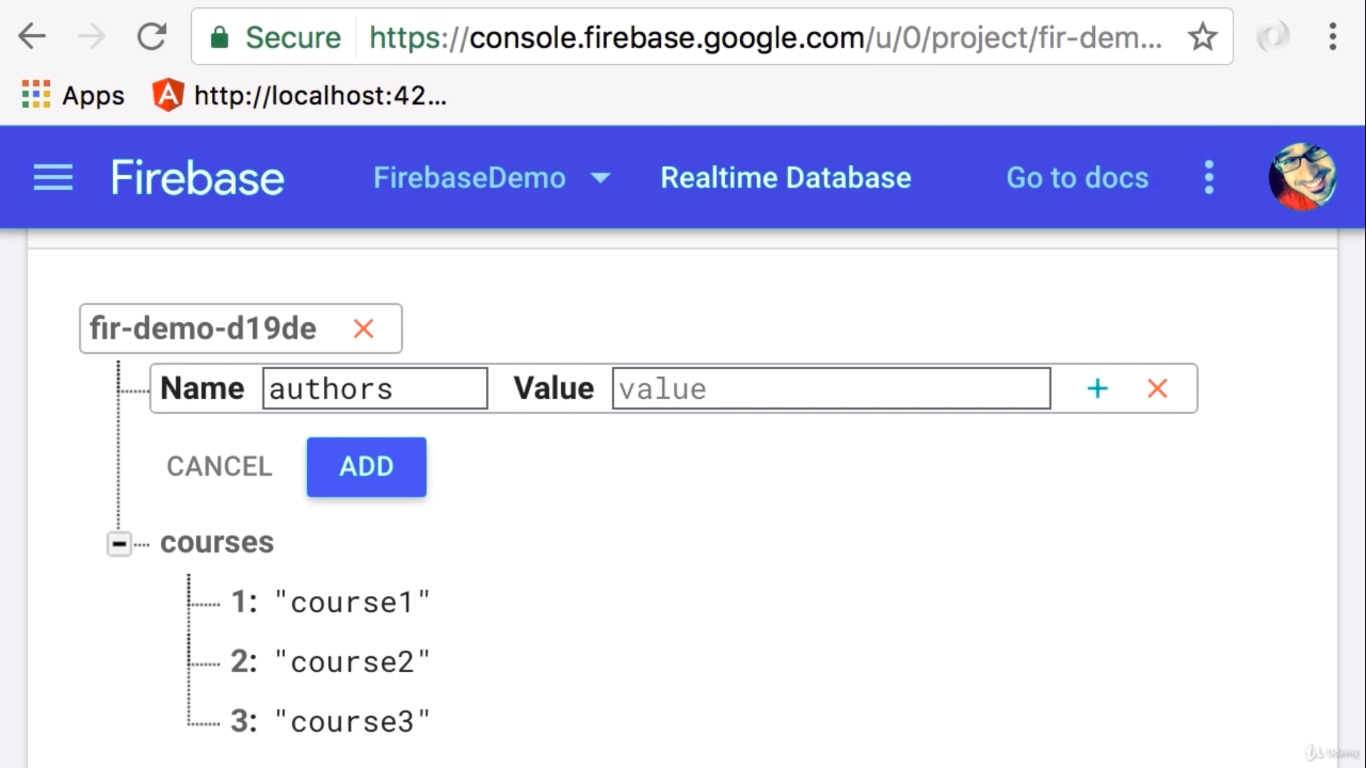 Secure https://console.firebase.google.com/u/0/project/fir-dem...
Apps http://localhost:42...
Firebase FirebaseDemo Realtime Database Go to docs
fir-demo-d19de
Name authors Value value
CANCEL ADD
courses
1: "course1"
2: "course2"
3: "course3"
Udemy